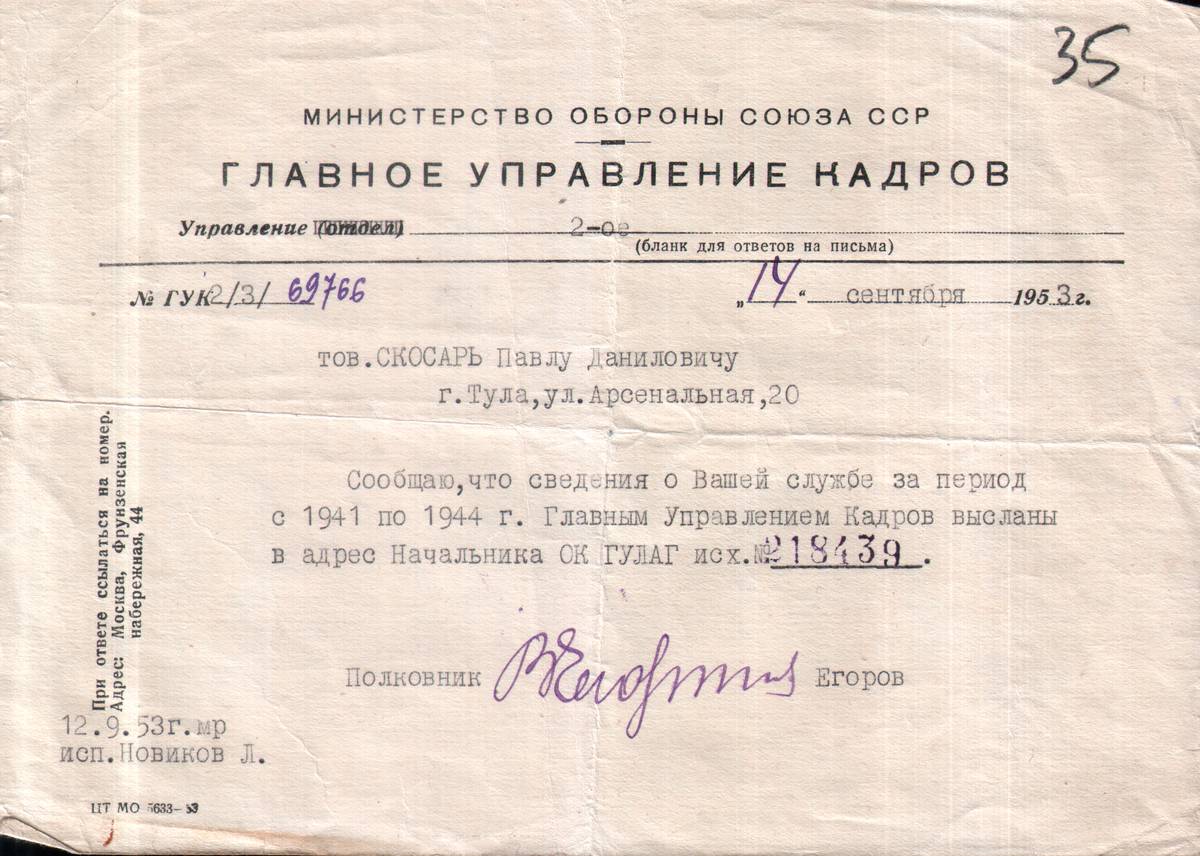 35
МИНИСТЕРСТВО ОБОРОНЫ СОЮЗА ССР
ГЛАВНОЕ УПРАВЛЕНИЕ КАДРОВ
Управление (отдел) 2-ое
(бланк для ответов на письма)
№ ГУК 2/3/ 69766 „14“ сентября 1953 г.
тов.СКОСАРЬ Павлу Даниловичу
г.Тула,ул.Арсенальная,20
Сообщаю,что сведения о Вашей службе за период
с 1941 по 1944 г. Главным Управлением Кадров высланы
в адрес Начальника ОК ГУЛАГ исх.№218439.
Полковник Егоров
При ответе ссылаться на номер.
Адрес: Москва, Фрунзенская
набережная, 44
12.9.53г.мр
исп.Новиков Л.
ЦТ МО 5633-53